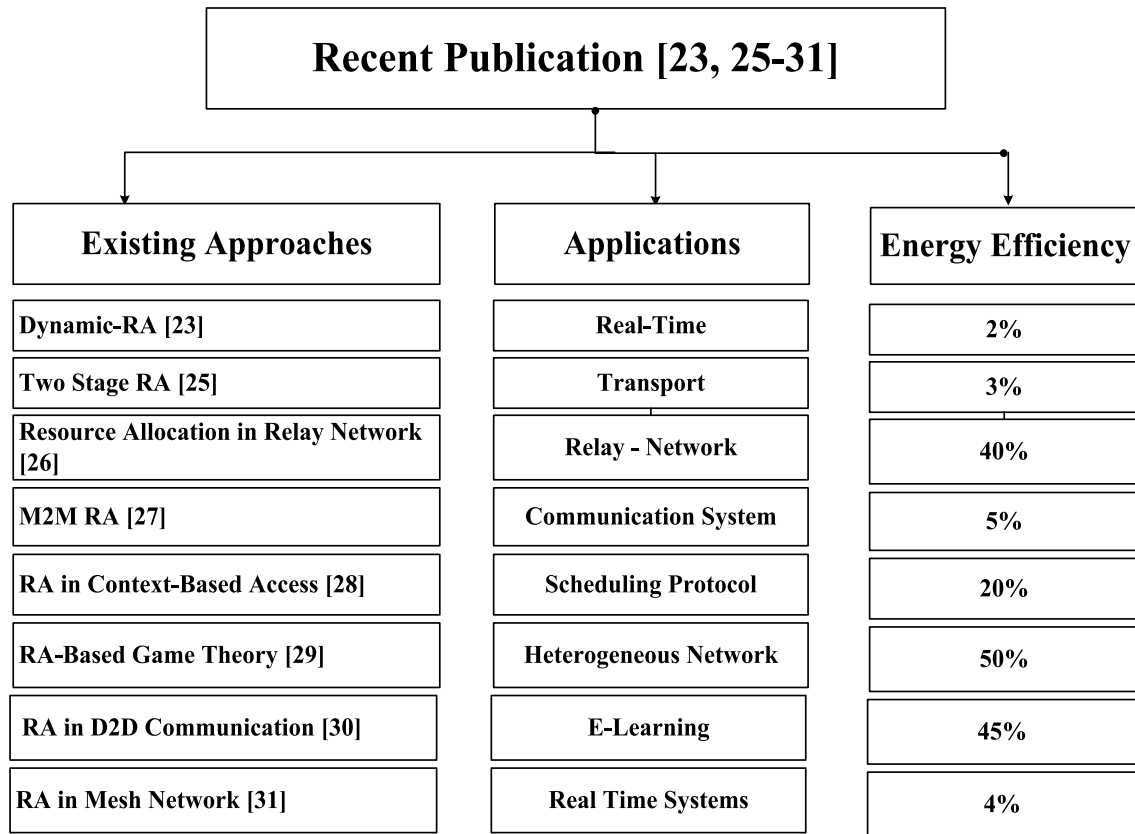 Recent Publication [23, 25-31]
Existing Approaches
Applications
Energy Efficiency
Dynamic-RA [23]
Real-Time
2%
Two Stage RA [25]
Transport
3%
Resource Allocation in Relay Network
[26]
Relay - Network
40%
M2M RA [27]
Communication System
5%
RA in Context-Based Access [28]
Scheduling Protocol
20%
RA-Based Game Theory [29]
Heterogeneous Network
50%
RA in D2D Communication [30]
E-Learning
45%
RA in Mesh Network [31]
Real Time Systems
4%